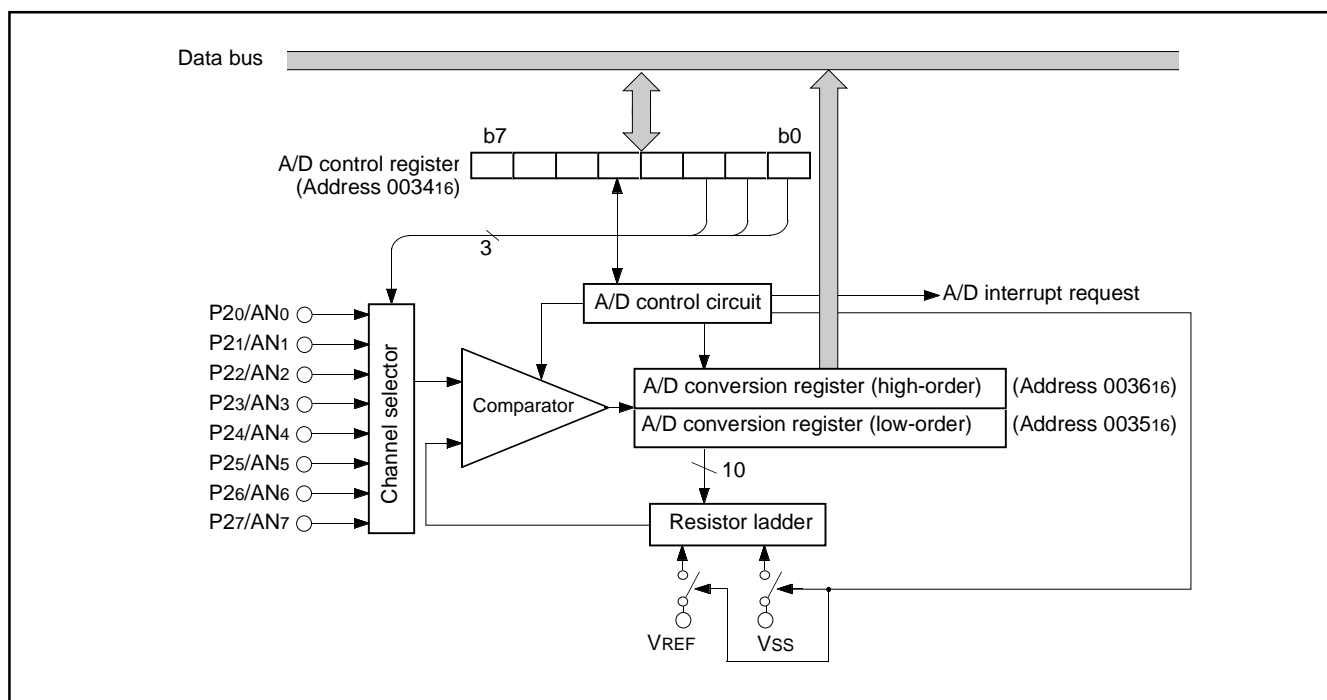 Data bus
b7
b0
A/D control register
(Address 003416)
3
A/D control circuit
A/D interrupt request
P20/AN0
P21/AN1
P22/AN2
P23/AN3
P24/AN4
P25/AN5
P26/AN6
P27/AN7
Channel selector
Comparator
A/D conversion register (high-order)
(Address 003616)
A/D conversion register (low-order)
(Address 003516)
10
Resistor ladder
VREF
VSS